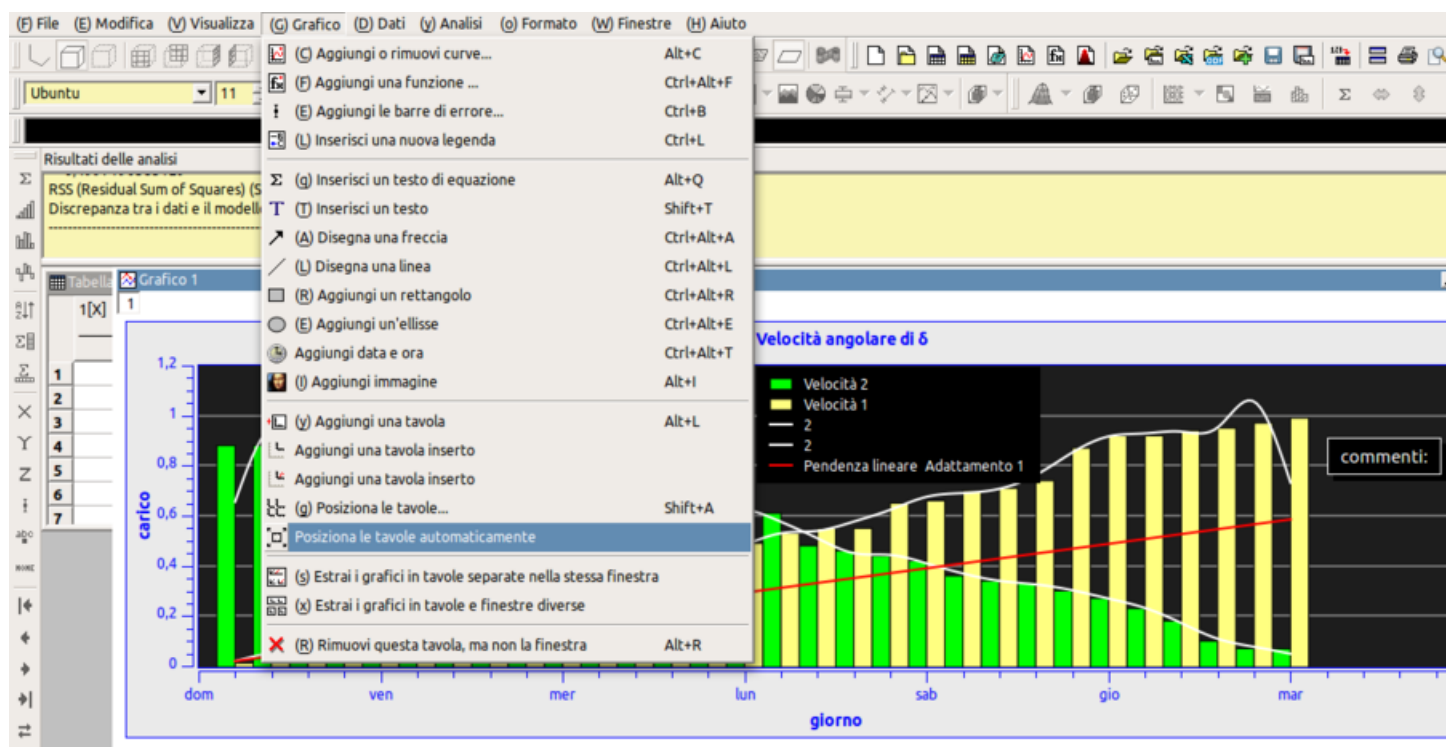 (F) File (E) Modifica (V) Visualizza (G) Grafico (D) Dati (y) Analisi (o) Formato (W) Finestre (H) Aiuto
Ubuntu 11
(C) Aggiungi o rimuovi curve... Alt+C
(F) Aggiungi una funzione ... Ctrl+Alt+F
(E) Aggiungi le barre di errore... Ctrl+B
(L) Inserisci una nuova legenda Ctrl+L
(q) Inserisci un testo di equazione Alt+Q
(T) Inserisci un testo Shift+T
(A) Disegna una freccia Ctrl+Alt+A
(L) Disegna una linea Ctrl+Alt+L
(R) Aggiungi un rettangolo Ctrl+Alt+R
(E) Aggiungi un'ellisse Ctrl+Alt+E
Aggiungi data e ora Ctrl+Alt+T
(I) Aggiungi immagine Alt+I
(y) Aggiungi una tavola Alt+L
Aggiungi una tavola inserto
Aggiungi una tavola inserto
(g) Posiziona le tavole... Shift+A
Posiziona le tavole automaticamente
(s) Estrai i grafici in tavole separate nella stessa finestra
(x) Estrai i grafici in tavole e finestre diverse
(R) Rimuovi questa tavola, ma non la finestra Alt+R
Risultati delle analisi
RSS (Residual Sum of Squares) (S
Discrepanza tra i dati e il modell
Tabella
Grafico 1
1[X]
1
1
2
3
4
5
6
7
Velocità angolare di δ
Velocità 2
Velocità 1
2
2
Pendenza lineare Adattamento 1
commenti:
carico
1,2
1
0,8
0,6
0,4
0,2
0
dom ven mer lun sab gio mar
giorno